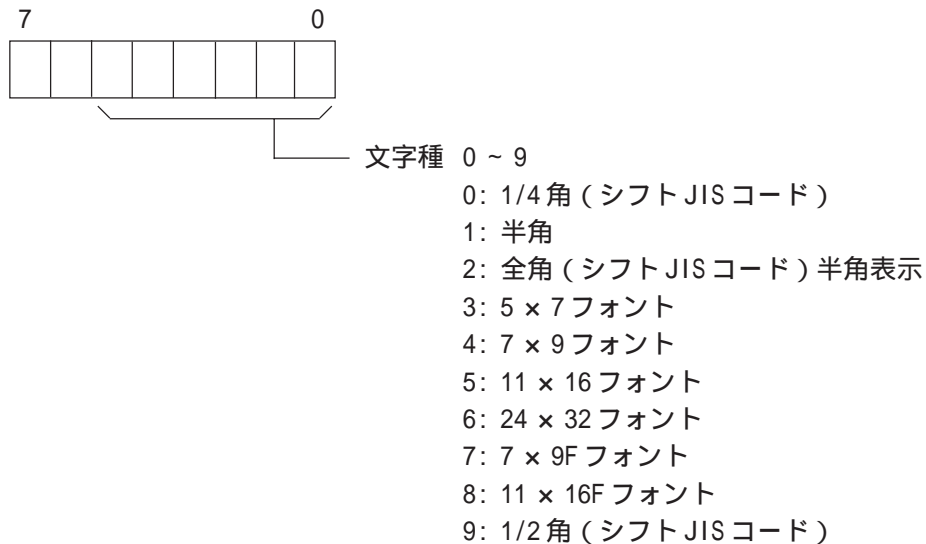 7 0
文字種 0 ~ 9
0: 1/4 角 ( シフト JIS コード )
1: 半角
2: 全角 ( シフト JIS コード ) 半角表示
3: 5 × 7 フォント
4: 7 × 9 フォント
5: 11 × 16 フォント
6: 24 × 32 フォント
7: 7 × 9F フォント
8: 11 × 16F フォント
9: 1/2 角 ( シフト JIS コード )